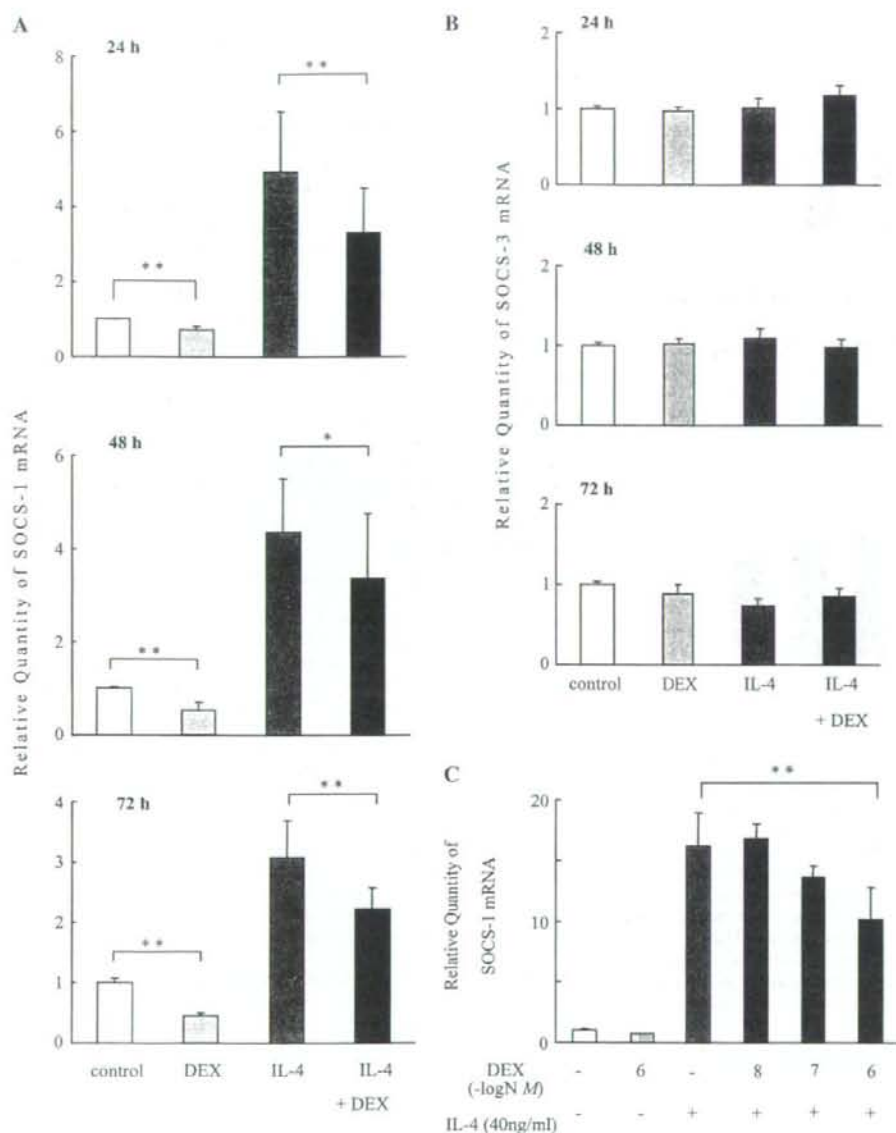 A
24 h
8
6
4
2
0
* *
* *
48 h
6
4
2
0
* *
*
72 h
4
3
2
1
0
* *
* *
control DEX IL-4 IL-4
+ DEX
Relative Quantity of SOCS-1 mRNA
B
24 h
2
1
0
48 h
2
1
0
72 h
2
1
0
control DEX IL-4 IL-4
+ DEX
Relative Quantity of SOCS-3 mRNA
C
* *
20
10
0
Relative Quantity of
SOCS-1 mRNA
DEX - 6 - 8 7 6
(-logN M)
IL-4 (40ng/ml) - - + + + +